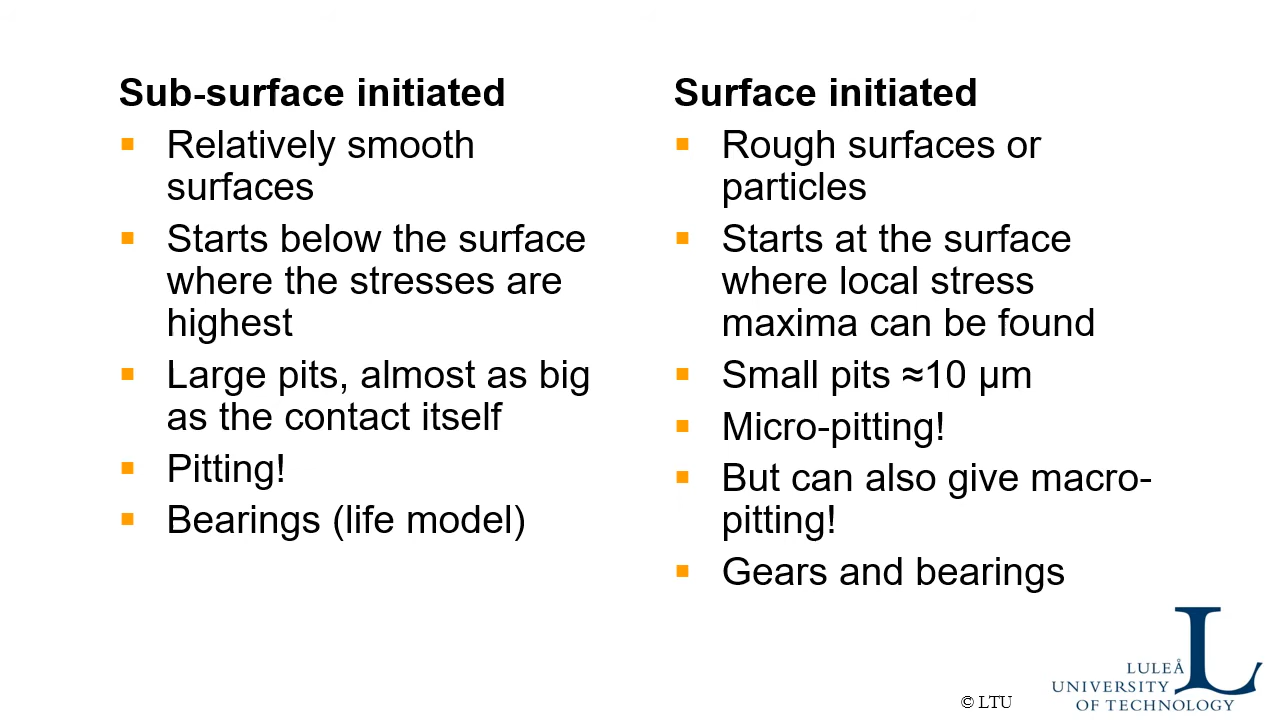 Sub-surface initiated
▪ Relatively smooth
surfaces
▪ Starts below the surface
where the stresses are
highest
▪ Large pits, almost as big
as the contact itself
▪ Pitting!
▪ Bearings (life model)
Surface initiated
▪ Rough surfaces or
particles
▪ Starts at the surface
where local stress
maxima can be found
▪ Small pits ≈10 μm
▪ Micro-pitting!
▪ But can also give macro-
pitting!
▪ Gears and bearings
© LTU
L
LULEÅ
UNIVERSITY
OF TECHNOLOGY